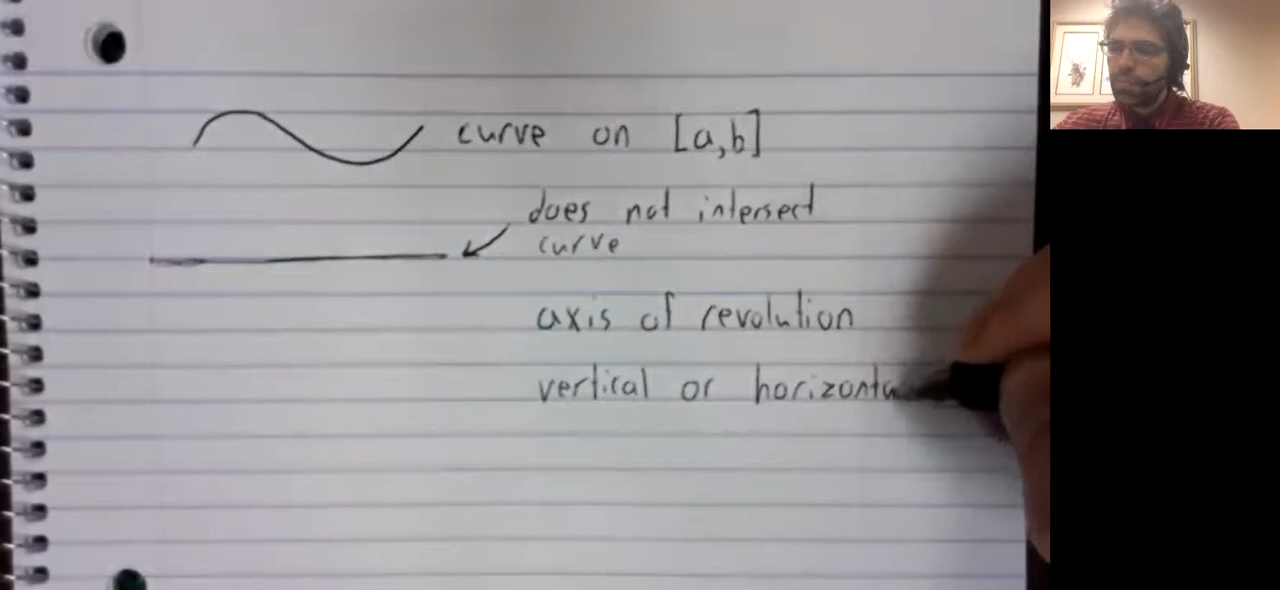 curve on [a,b]
does not intersect
curve
axis of revolution
vertical or horizonta